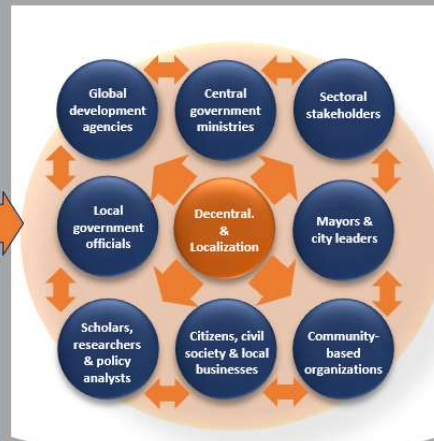 Global
development
agencies
Central
government
ministries
Sectoral
stakeholders
Local
government
officials
Decentral.
&
Localization
Mayors &
city leaders
Scholars,
researchers
& policy
analysts
Citizens, civil
society & local
businesses
Community-
based
organizations